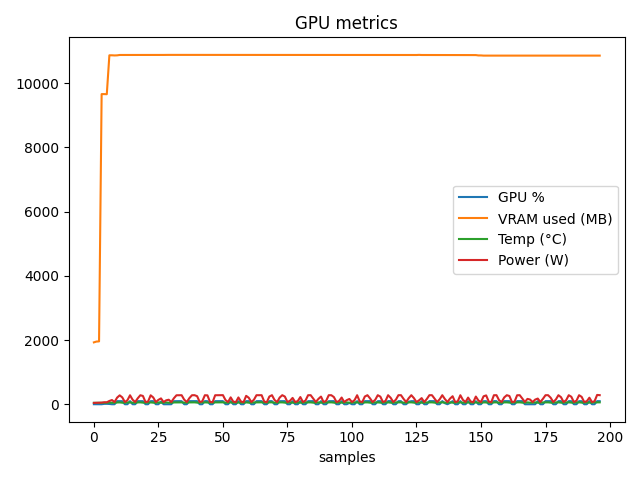 GPU metrics
10000
8000
6000
4000
2000
0
GPU %
VRAM used (MB)
Temp (°C)
Power (W)
0 25 50 75 100 125 150 175 200
samples